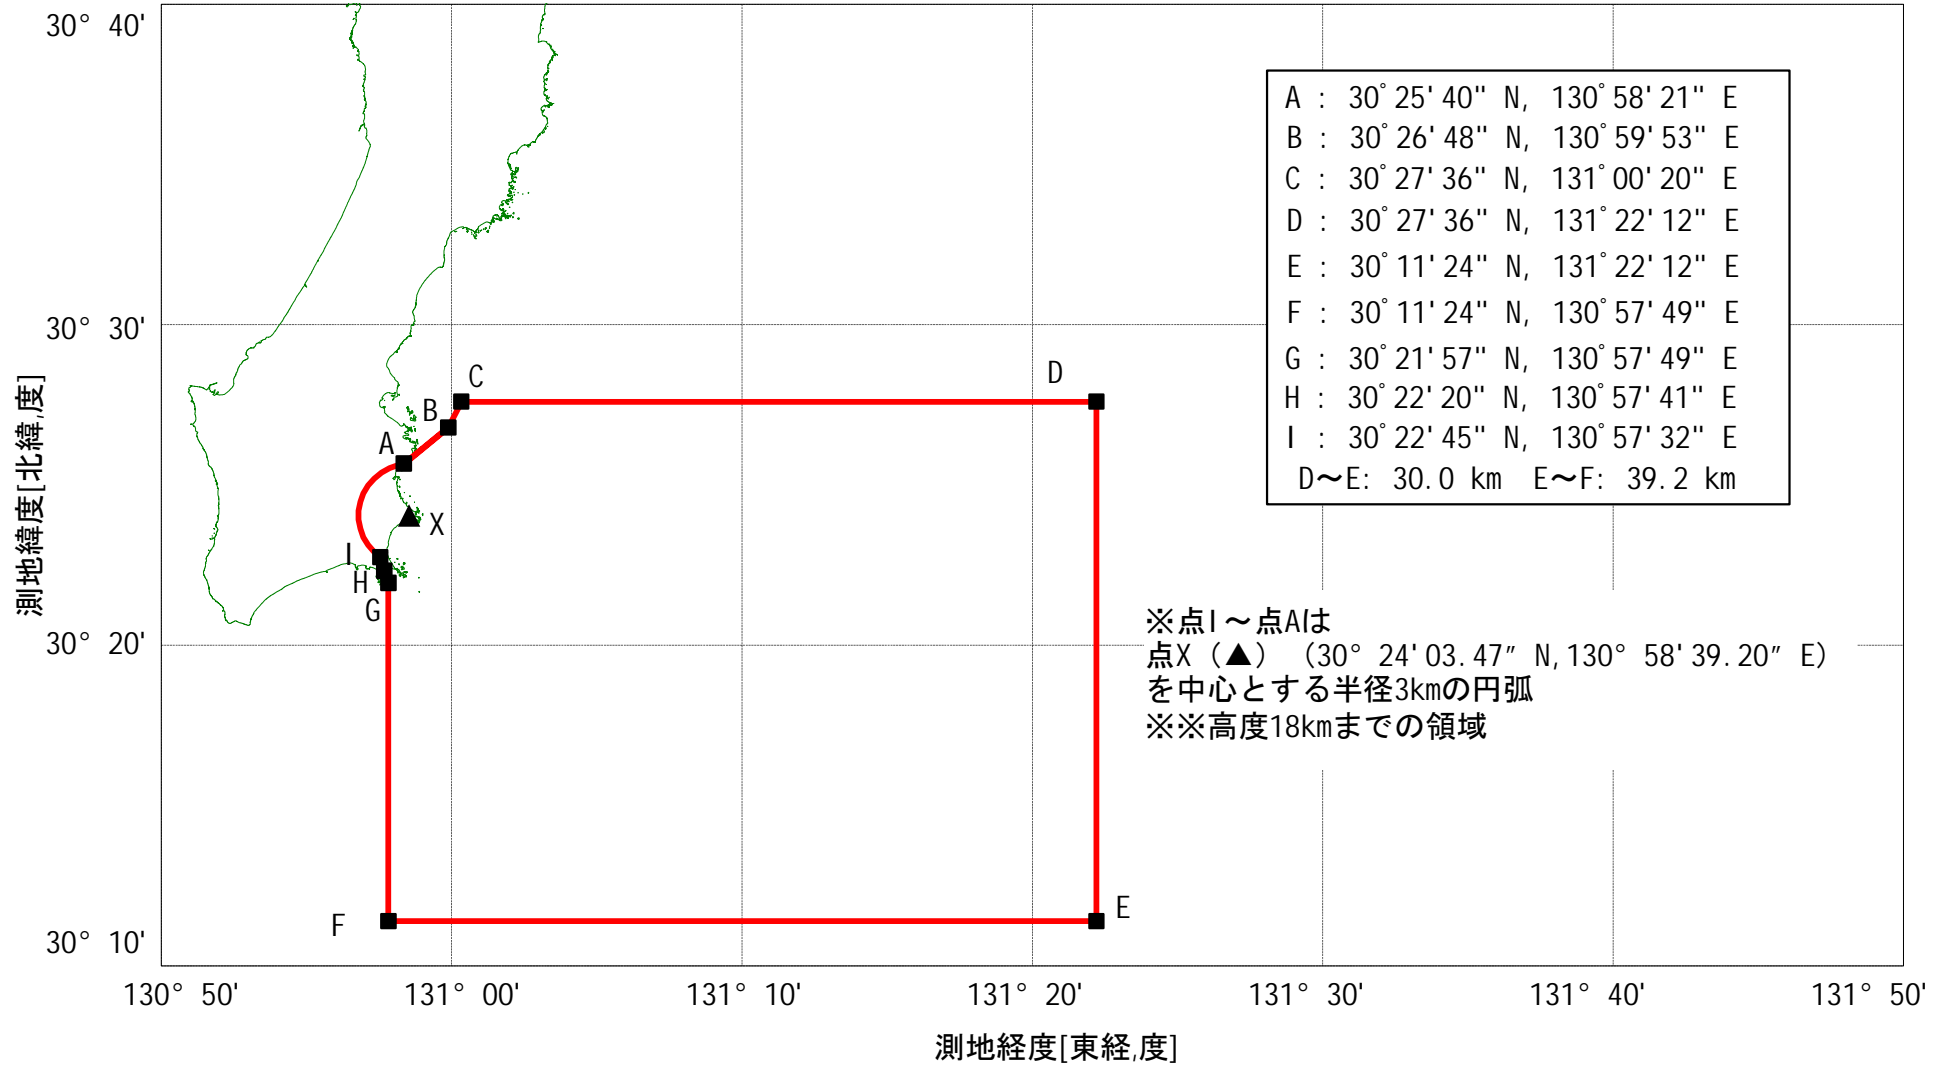 30° 40'
30° 30'
30° 20'
30° 10'
測地緯度[北緯,度]
130° 50'
131° 00'
131° 10'
131° 20'
131° 30'
131° 40'
131° 50'
測地経度[東経,度]
A
B
C
D
E
F
G
H
I
X
A : 30°25'40" N, 130°58'21" E
B : 30°26'48" N, 130°59'53" E
C : 30°27'36" N, 131°00'20" E
D : 30°27'36" N, 131°22'12" E
E : 30°11'24" N, 131°22'12" E
F : 30°11'24" N, 130°57'49" E
G : 30°21'57" N, 130°57'49" E
H : 30°22'20" N, 130°57'41" E
I : 30°22'45" N, 130°57'32" E
D～E: 30.0 km E～F: 39.2 km
※点I～点Aは
点X（▲）（30° 24'03.47″ N,130° 58'39.20″ E）
を中心とする半径3kmの円弧
※※高度18kmまでの領域